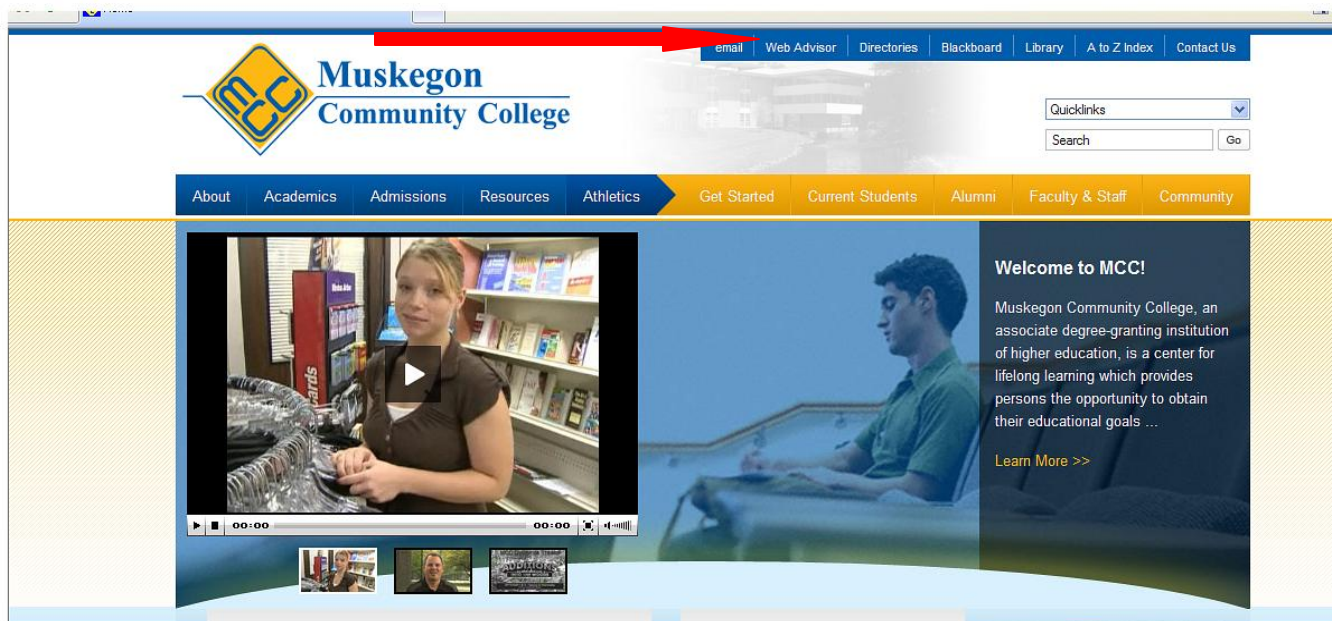 Home
email Web Advisor Directories Blackboard Library A to Z Index Contact Us
MCC
Muskegon
Community College
Quicklinks
Search Go
About Academics Admissions Resources Athletics Get Started Current Students Alumni Faculty & Staff Community
Welcome to MCC!
Muskegon Community College, an
associate degree-granting institution
of higher education, is a center for
lifelong learning which provides
persons the opportunity to obtain
their educational goals ...
Learn More >>
cards
00:00 00:00
AUDITIONS